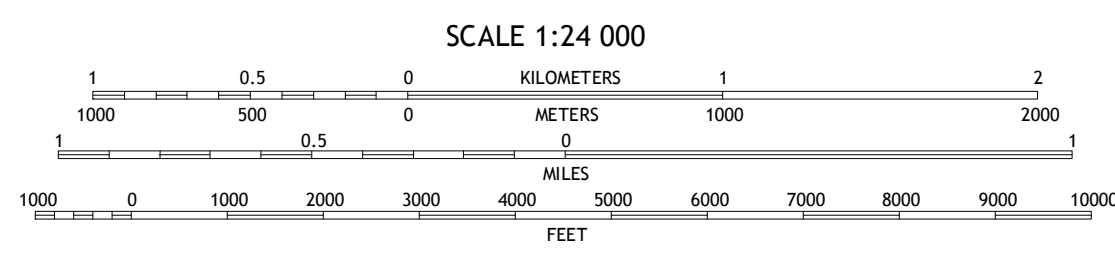 SCALE 1:24 000
1 0.5 0 KILOMETERS 1 2
1000 500 0 METERS 1000 2000
1 0.5 0 1
MILES
1000 0 1000 2000 3000 4000 5000 6000 7000 8000 9000 10000
FEET